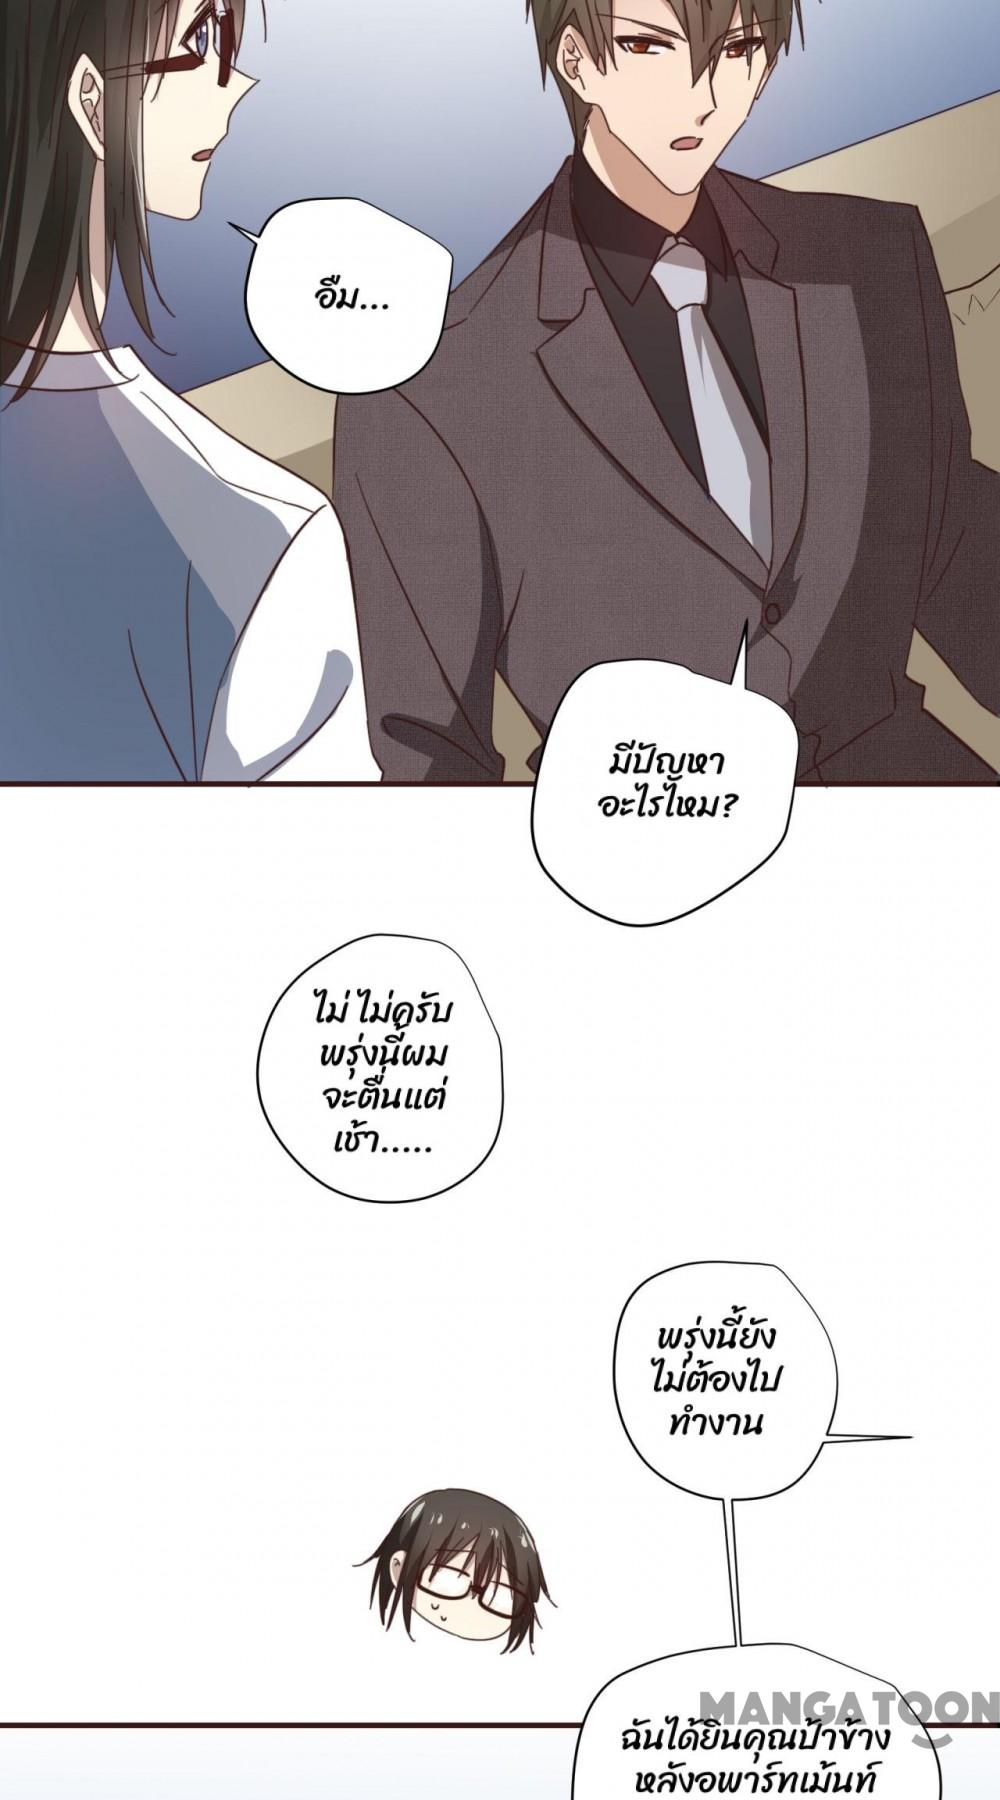 อืม...
มีปัญหา
อะไรไหม?
ไม่ ไม่ครับ
พรุ่งนี้ผม
จะตื่นแต่
เช้า.....
พรุ่งนี้ยัง
ไม่ต้องไป
ทำงาน
MANGATOON
ฉันได้ยินคุณป้าข้าง
หลังอพาร์ทเม้นท์